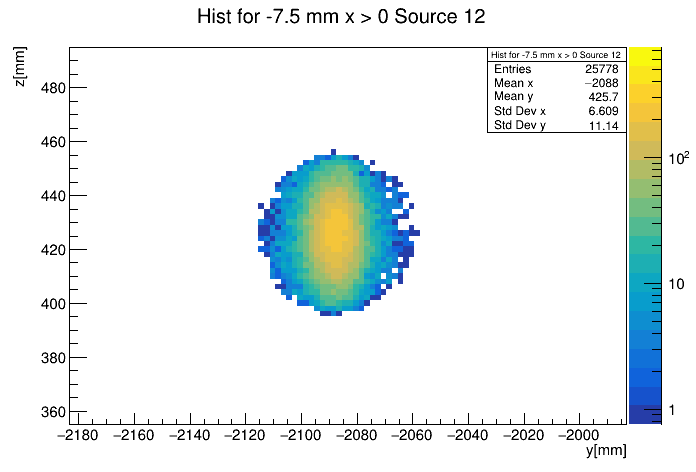 Hist for -7.5 mm x > 0 Source 12
z[mm]
Hist for -7.5 mm x > 0 Source 12
Entries 25778
Mean x −2088
Mean y 425.7
Std Dev x 6.609
Std Dev y 11.14
480
460
440
420
400
380
360
10²
10
1
−2180 −2160 −2140 −2120 −2100 −2080 −2060 −2040 −2020 −2000
y[mm]